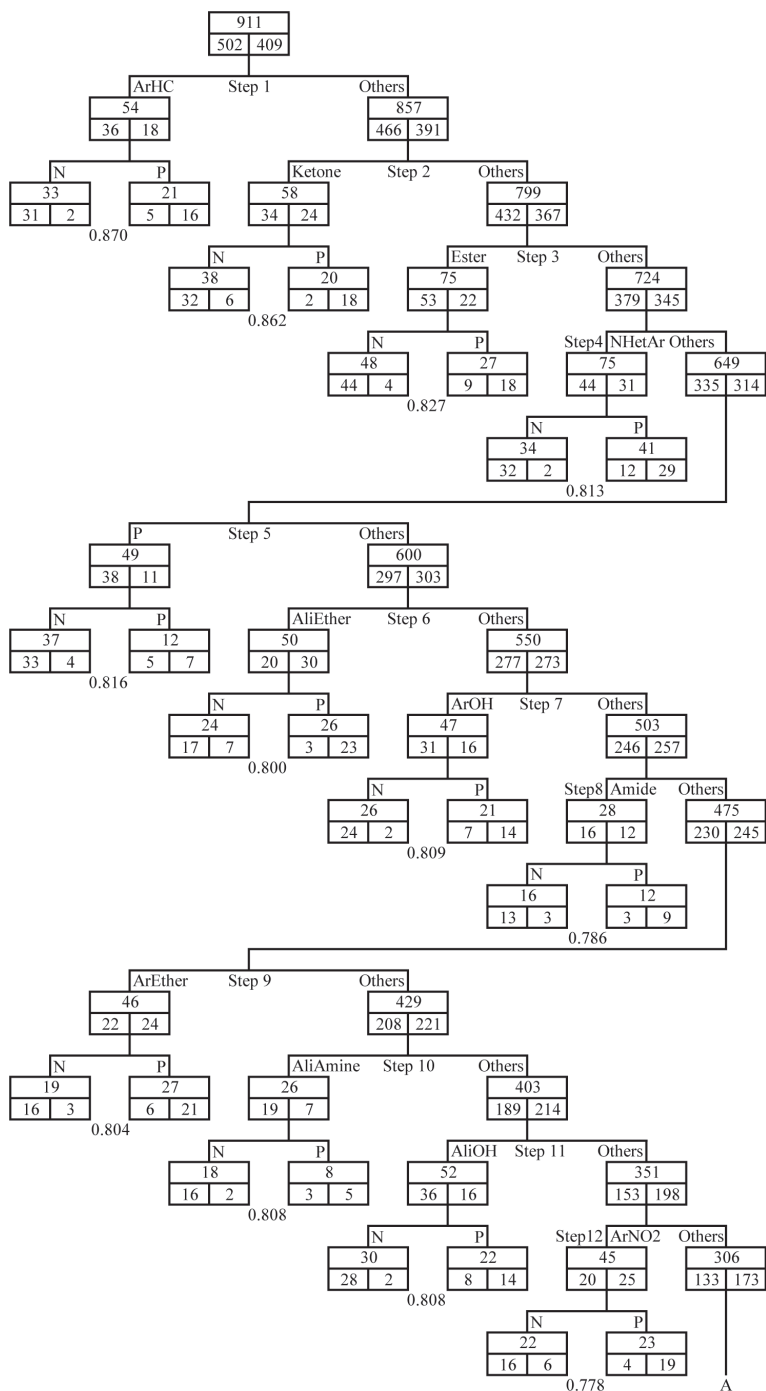 911
502 409
ArHC Step 1 Others
54 857
36 18 466 391
N P Ketone Step 2 Others
33 21 58 799
31 2 5 16 34 24 432 367
0.870
N P Ester Step 3 Others
38 20 75 724
32 6 2 18 53 22 379 345
0.862
N P Step4 NHetAr Others
48 27 75 649
44 4 9 18 44 31 335 314
0.827
N P
34 41
32 2 12 29
0.813
P Step 5 Others
49 600
38 11 297 303
N P AliEther Step 6 Others
37 12 50 550
33 4 5 7 20 30 277 273
0.816
N P ArOH Step 7 Others
24 26 47 503
17 7 3 23 31 16 246 257
0.800
N P Step8 Amide Others
26 21 28 475
24 2 7 14 16 12 230 245
0.809
N P
16 12
13 3 3 9
0.786
ArEther Step 9 Others
46 429
22 24 208 221
N P AliAmine Step 10 Others
19 27 26 403
16 3 6 21 19 7 189 214
0.804
N P AliOH Step 11 Others
18 8 52 351
16 2 3 5 36 16 153 198
0.808
N P Step12 ArNO2 Others
30 22 45 306
28 2 8 14 20 25 133 173
0.808
N P
22 23
16 6 4 19
0.778 A